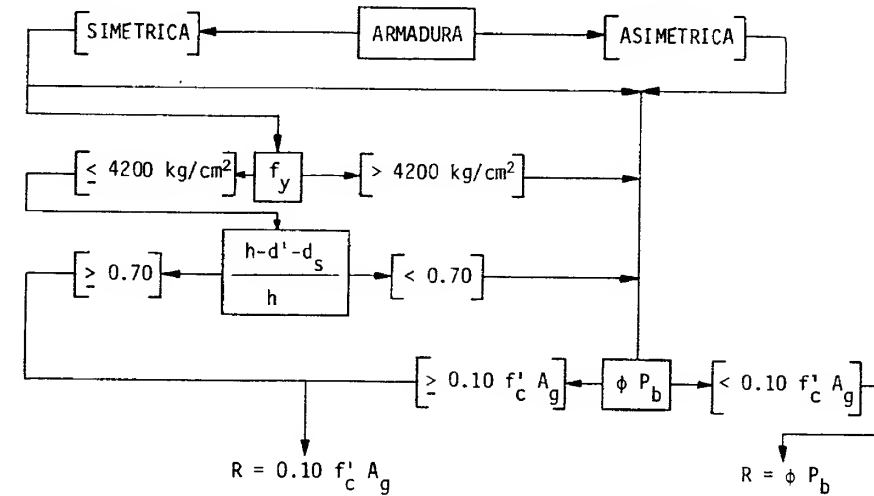 [SIMETRICA] ARMADURA [ASIMETRICA]
[≤ 4200 kg/cm²] f_y [> 4200 kg/cm²]
[≥ 0.70] h-d'-d_s [< 0.70]
h
[≥ 0.10 f'_c A_g] ϕ P_b [< 0.10 f'_c A_g
R = 0.10 f'_c A_g R = ϕ P_b